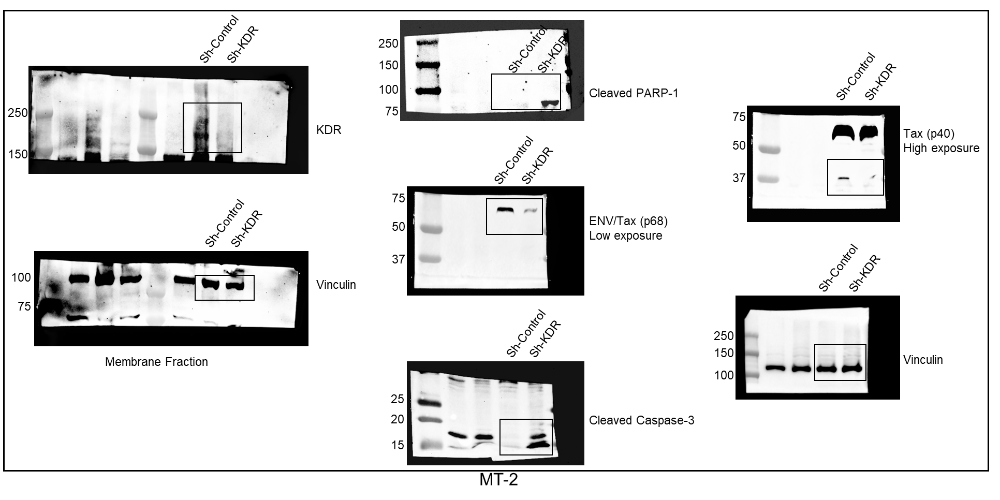 Sh-Control
Sh-KDR
250
150
KDR
Sh-Control
Sh-KDR
100
75
Vinculin
Membrane Fraction
Sh-Control
Sh-KDR
250
150
100
75
Cleaved PARP-1
Sh-Control
Sh-KDR
75
50
37
ENV/Tax (p68)
Low exposure
Sh-Control
Sh-KDR
25
20
15
Cleaved Caspase-3
Sh-Control
Sh-KDR
75
50
37
Tax (p40)
High exposure
Sh-Control
Sh-KDR
250
150
100
Vinculin
MT-2